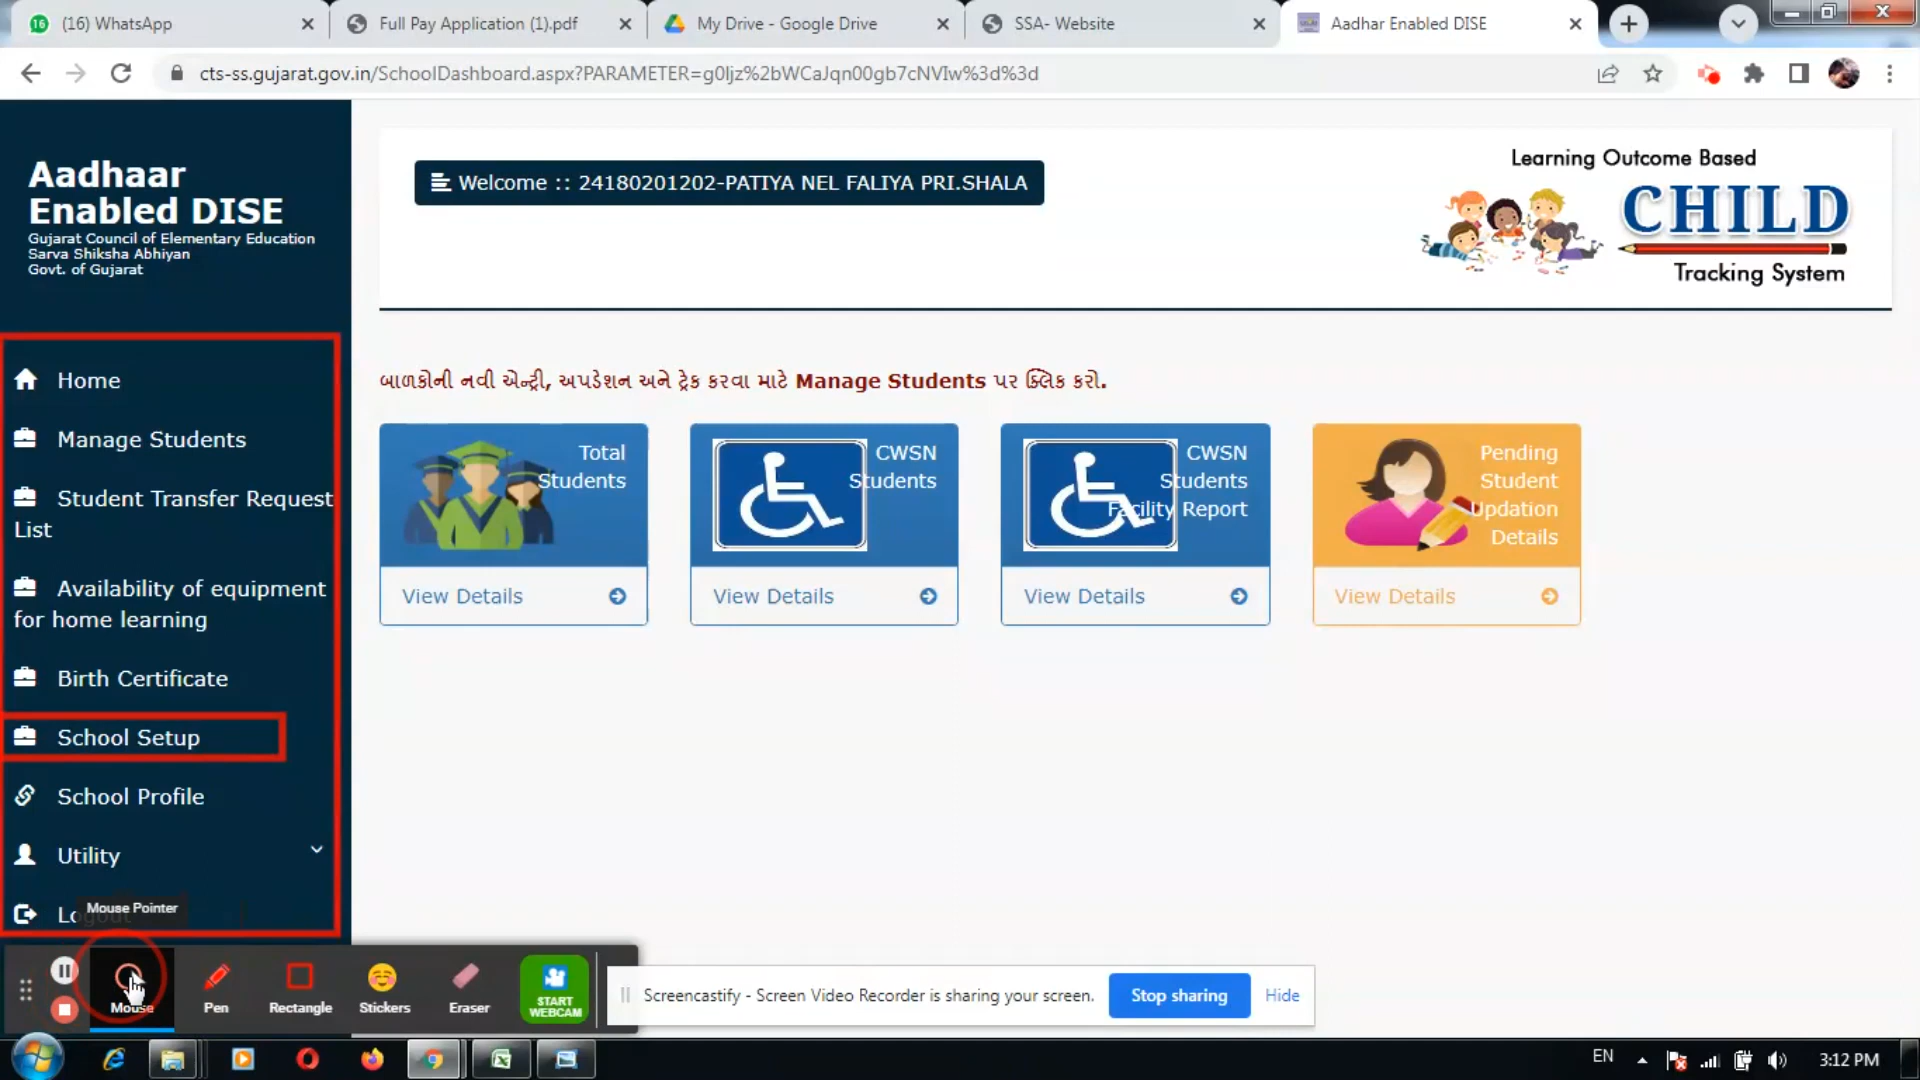 (16) WhatsApp
Full Pay Application (1).pdf
My Drive - Google Drive
SSA- Website
Aadhar Enabled DISE
cts-ss.gujarat.gov.in/SchoolDashboard.aspx?PARAMETER=g0ljz%2bWCaJqn00gb7cNVIw%3d%3d
Aadhaar
Enabled DISE
Gujarat Council of Elementary Education
Sarva Shiksha Abhiyan
Govt. of Gujarat
Welcome :: 24180201202-PATIYA NEL FALIYA PRI.SHALA
Learning Outcome Based
CHILD
Tracking System
Home
Manage Students
Student Transfer Request
List
Availability of equipment
for home learning
Birth Certificate
School Setup
School Profile
Utility
Logout
બાળકોની નવી એન્ટ્રી, અપડેશન અને ટ્રેક કરવા માટે Manage Students પર ક્લિક કરો.
Total
Students
View Details
CWSN
Students
View Details
CWSN
Students
Facility Report
View Details
Pending
Student
Updation
Details
View Details
Mouse Pointer
Mouse
Pen
Rectangle
Stickers
Eraser
START
WEBCAM
Screencastify - Screen Video Recorder is sharing your screen.
Stop sharing
Hide
EN
3:12 PM